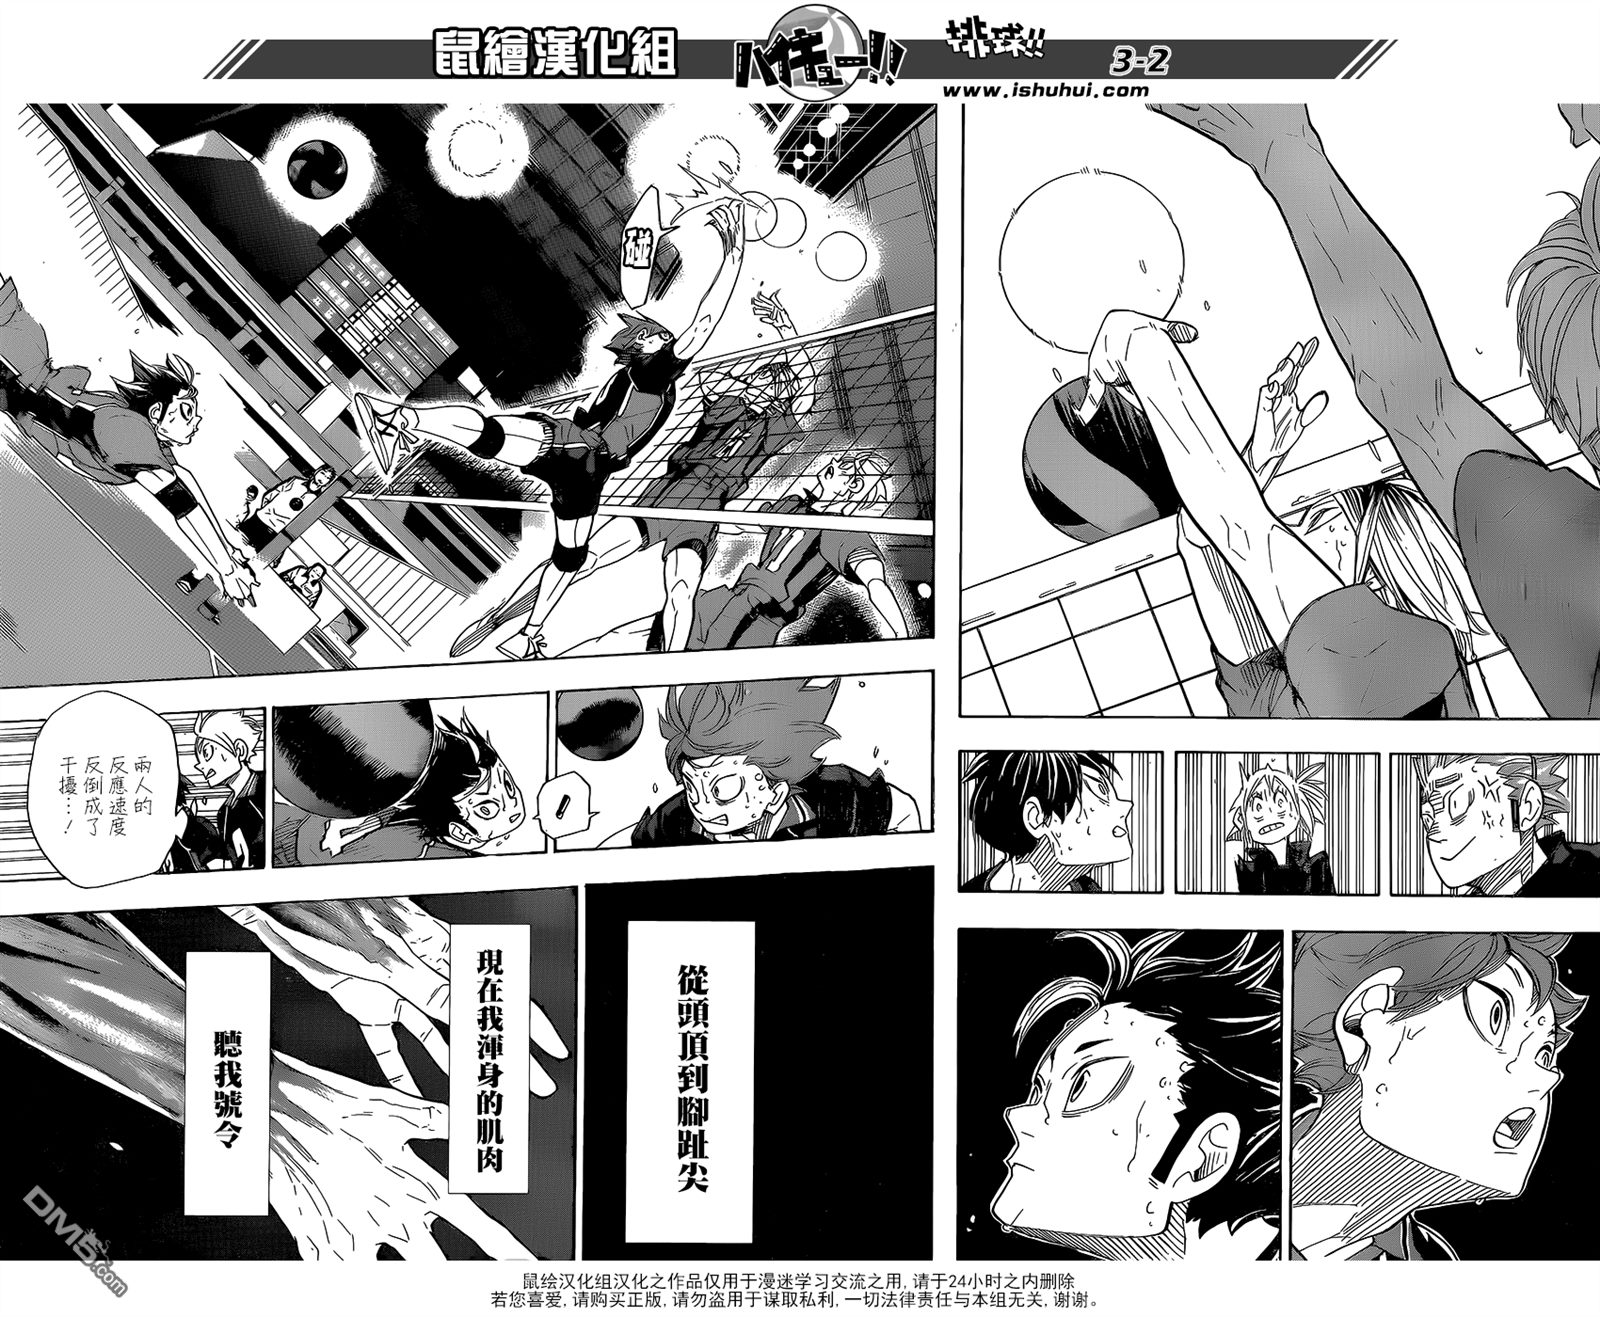 鼠繪漢化組
ハイキュー!!
排球!!
3-2
www.ishuhui.com
碰
兩人的
反應速度
反倒成了
干擾…!
從頭頂到腳趾尖
現在我渾身的肌肉
聽我號令
DM5.com
鼠绘汉化组汉化之作品仅用于漫迷学习交流之用,请于24小时之内删除
若您喜爱,请购买正版,请勿盗用于谋取私利,一切法律责任与本组无关,谢谢。